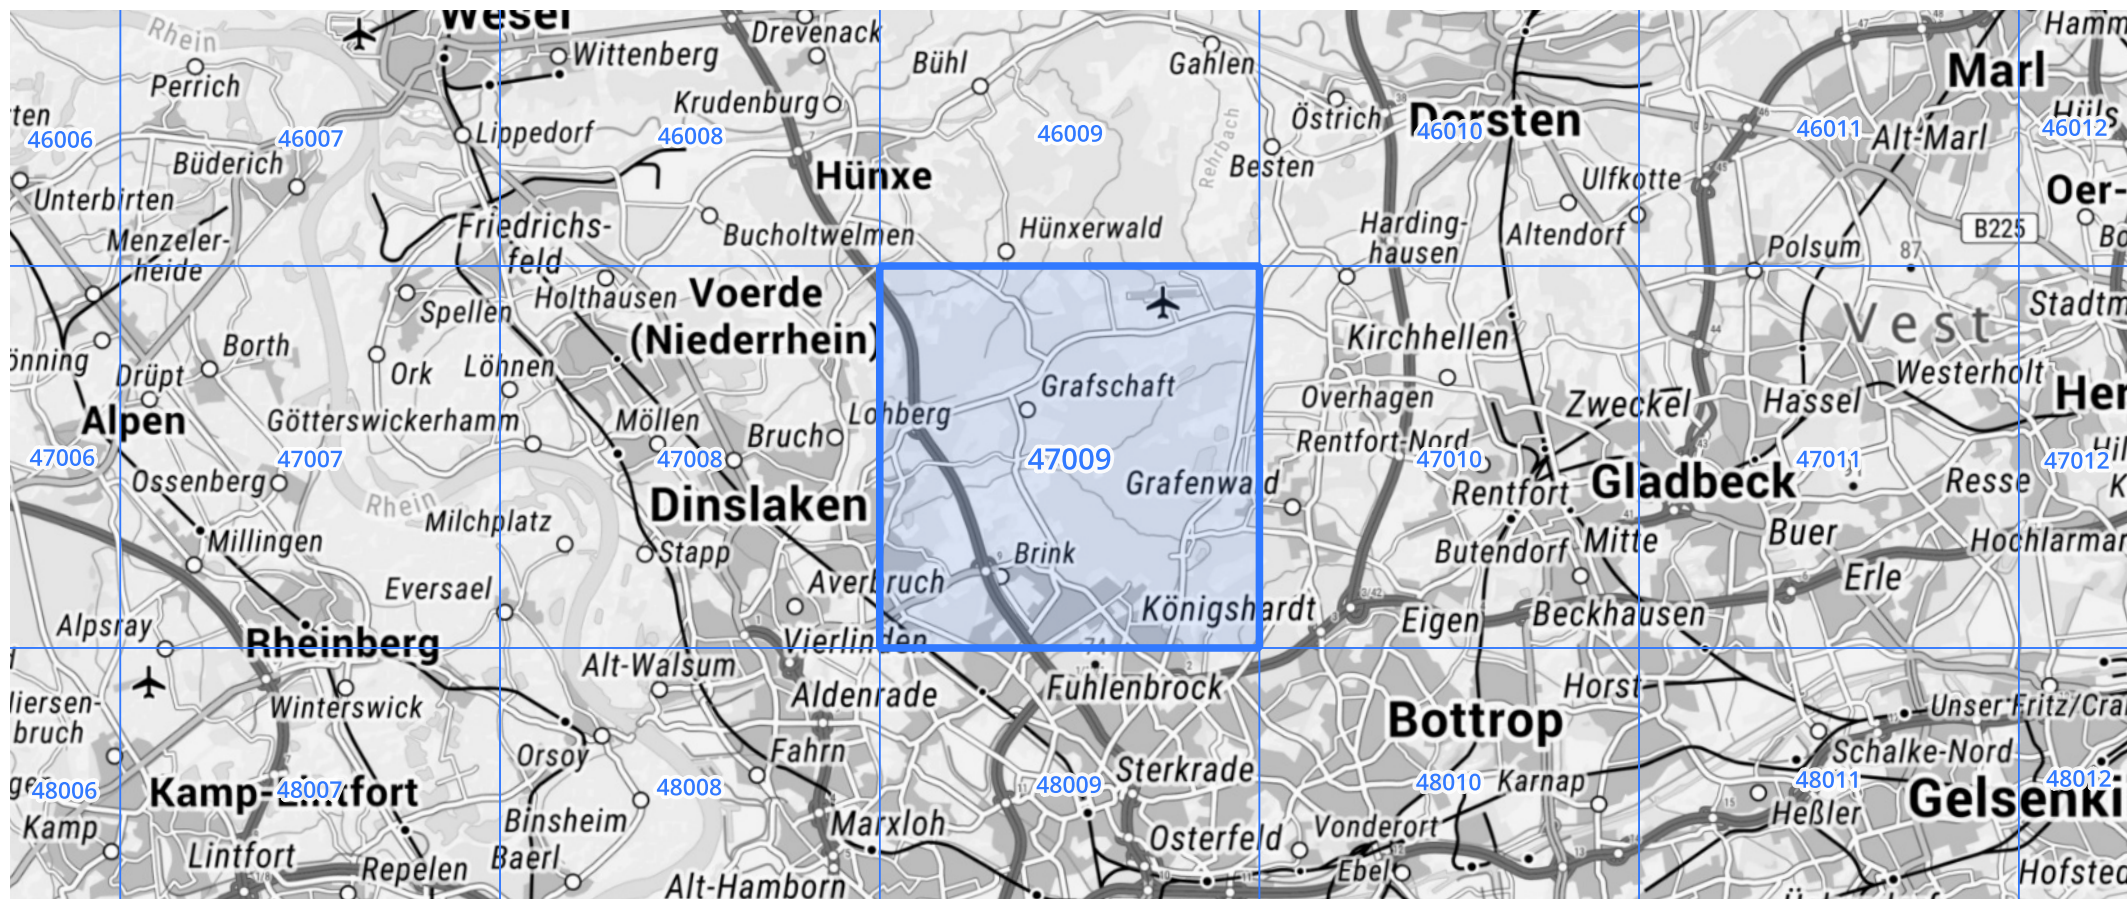 Wesel
Rhein
Drevenack
Wittenberg
Bühl
Gahlen
Marl
Perrich
Krudenburg
Östrich
Dorsten
Hüls
46006
46007
Lippedorf
46008
46009
46010
46011
Alt-Marl
46012
Büderich
Hünxe
Rehrbach
Besten
Ulfkotte
Oer-
Unterbirten
Friedrichs-
feld
Bucholtwelmen
Hünxerwald
Harding-
hausen
Altendorf
B225
Polsum
87
Menzeler-
heide
Spellen
Holthausen
Voerde
(Niederrhein)
Kirchhellen
Vest
Borth
Drüpt
Ork
Löhnen
Grafschaft
Overhagen
Zweckel
Hassel
Westerholt
Alpen
Götterswickerhamm
Möllen
Bruch
Lohberg
Rentfort-Nord
47006
47007
47008
47009
47010
47011
47012
Ossenberg
Rhein
Milchplatz
Dinslaken
Grafenwald
Rentfort
Gladbeck
Resse
Millingen
Stapp
Brink
Butendorf
Mitte
Buer
Eversael
Averbruch
Königshardt
Eigen
Beckhausen
Erle
Alpsray
Rheinberg
Vierlinden
74
Alt-Walsum
Aldenrade
Fuhlenbrock
Horst
Winterswick
Bottrop
Unser Fritz/Cra
Orsoy
Fahrn
Sterkrade
Karnap
Schalke-Nord
48006
Kamp-Lintfort
48007
48008
48009
48010
48011
48012
Gelsenki
Kamp
Binsheim
Marxloh
Osterfeld
Vonderort
Heßler
Lintfort
Repelen
Baerl
Alt-Hamborn
Ebel